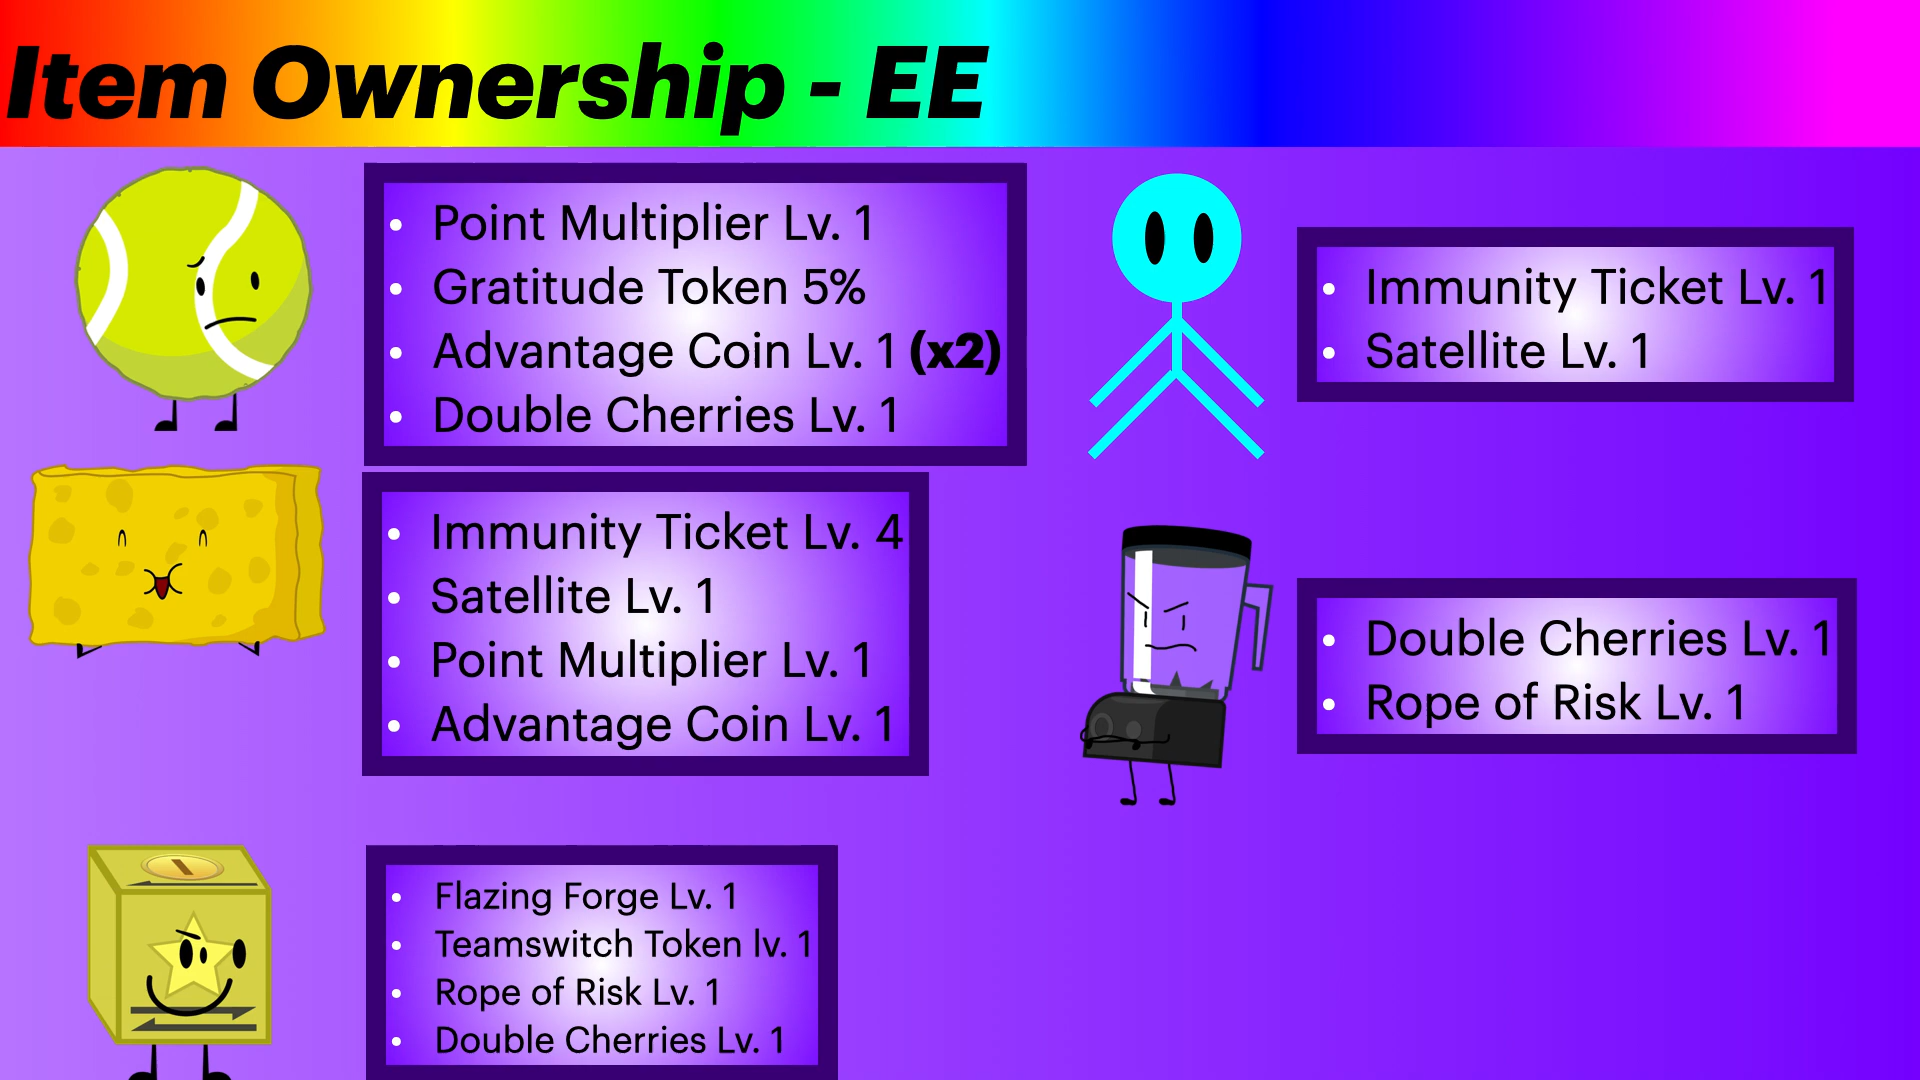 Item Ownership - EE
• Point Multiplier Lv. 1
• Gratitude Token 5%
• Advantage Coin Lv. 1 (x2)
• Double Cherries Lv. 1
• Immunity Ticket Lv. 4
• Satellite Lv. 1
• Point Multiplier Lv. 1
• Advantage Coin Lv. 1
• Flazing Forge Lv. 1
• Teamswitch Token lv. 1
• Rope of Risk Lv. 1
• Double Cherries Lv. 1
• Immunity Ticket Lv. 1
• Satellite Lv. 1
• Double Cherries Lv. 1
• Rope of Risk Lv. 1